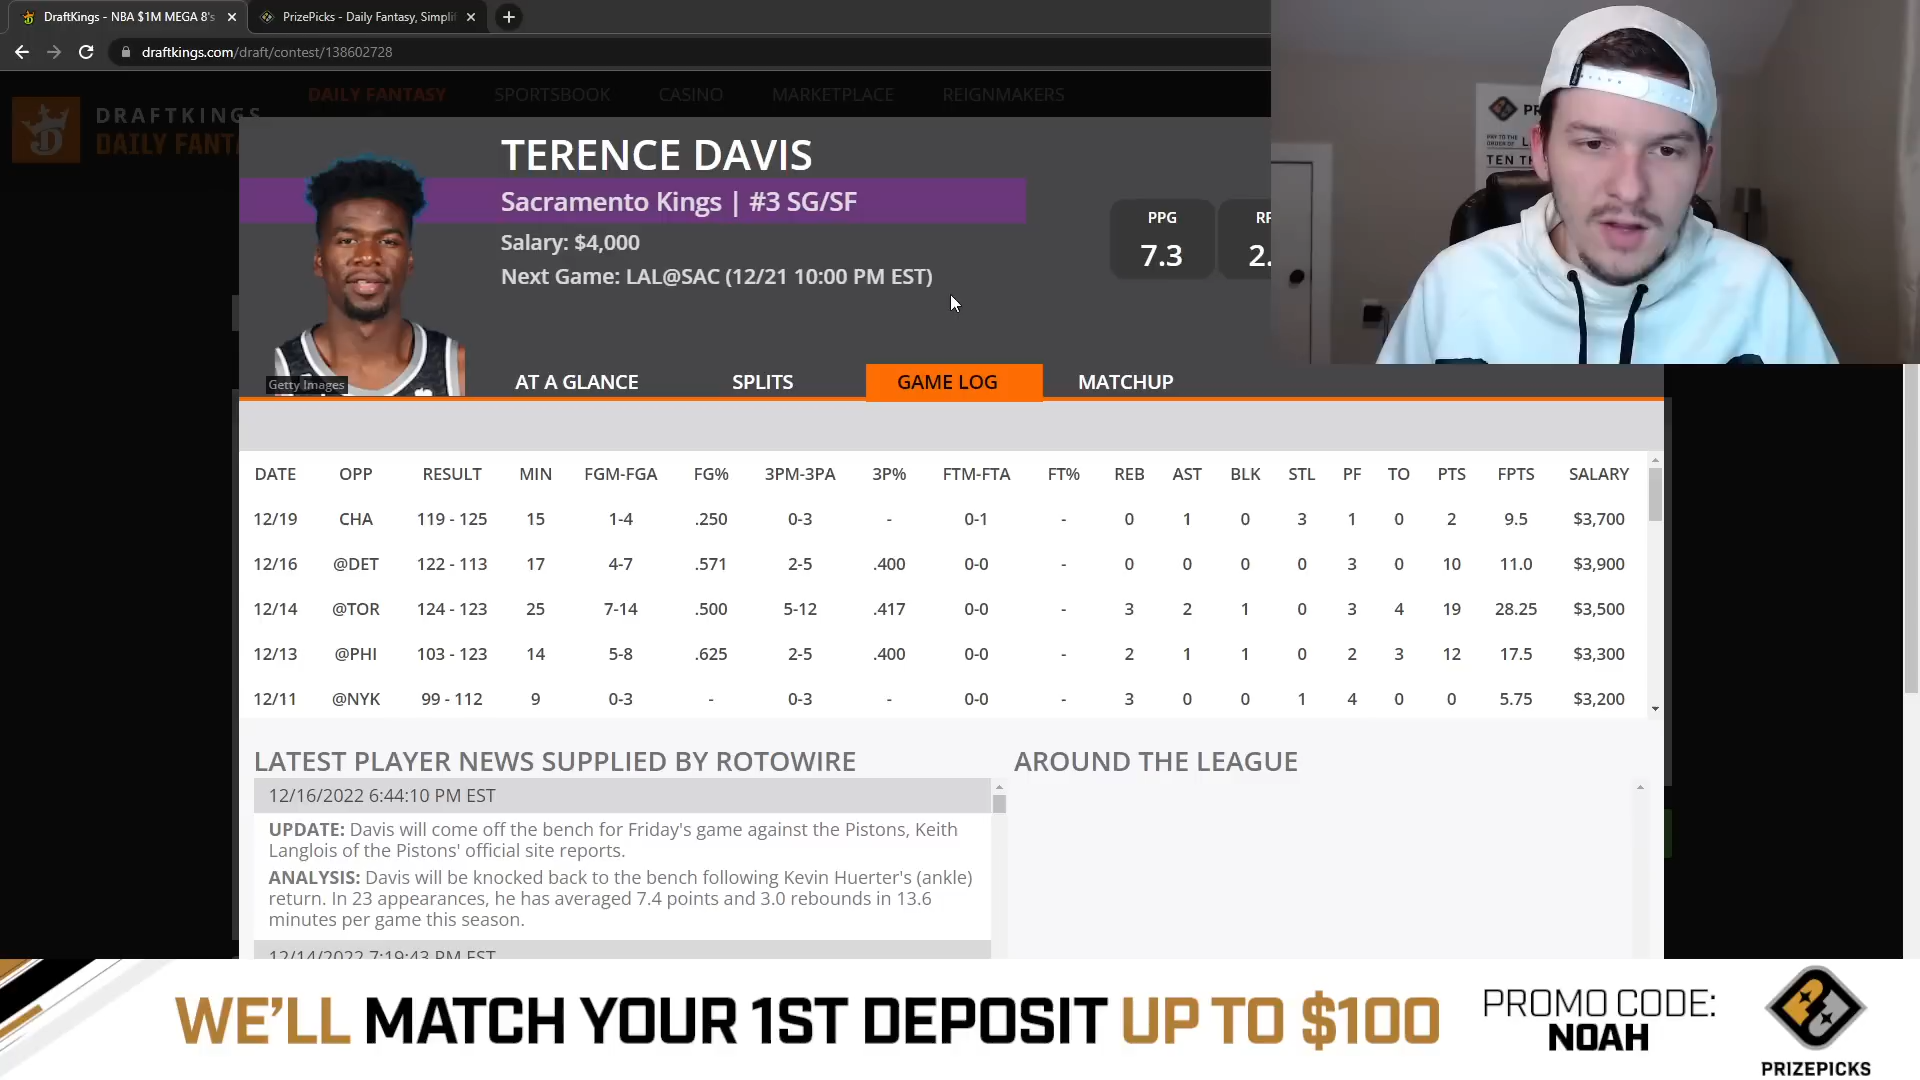 DraftKings - NBA $1M MEGA 8's
PrizePicks - Daily Fantasy, Simplif
draftkings.com/draft/contest/138602728
DRAFTKINGS
DAILY FANTA
DAILY FANTASY SPORTSBOOK CASINO MARKETPLACE REIGNMAKERS
TERENCE DAVIS
Sacramento Kings | #3 SG/SF
Salary: $4,000
Next Game: LAL@SAC (12/21 10:00 PM EST)
PPG
7.3
RP
2.
Getty Images
AT A GLANCE SPLITS GAME LOG MATCHUP
DATE OPP RESULT MIN FGM-FGA FG% 3PM-3PA 3P% FTM-FTA FT% REB AST BLK STL PF TO PTS FPTS SALARY
12/19 CHA 119 - 125 15 1-4 .250 0-3 - 0-1 - 0 1 0 3 1 0 2 9.5 $3,700
12/16 @DET 122 - 113 17 4-7 .571 2-5 .400 0-0 - 0 0 0 0 3 0 10 11.0 $3,900
12/14 @TOR 124 - 123 25 7-14 .500 5-12 .417 0-0 - 3 2 1 0 3 4 19 28.25 $3,500
12/13 @PHI 103 - 123 14 5-8 .625 2-5 .400 0-0 - 2 1 1 0 2 3 12 17.5 $3,300
12/11 @NYK 99 - 112 9 0-3 - 0-3 - 0-0 - 3 0 0 1 4 0 0 5.75 $3,200
LATEST PLAYER NEWS SUPPLIED BY ROTOWIRE
12/16/2022 6:44:10 PM EST
UPDATE: Davis will come off the bench for Friday's game against the Pistons, Keith
Langlois of the Pistons' official site reports.
ANALYSIS: Davis will be knocked back to the bench following Kevin Huerter's (ankle)
return. In 23 appearances, he has averaged 7.4 points and 3.0 rebounds in 13.6
minutes per game this season.
12/14/2022 7:19:43 PM EST
AROUND THE LEAGUE
WE'LL MATCH YOUR 1ST DEPOSIT UP TO $100
PROMO CODE:
NOAH
PRIZEPICKS